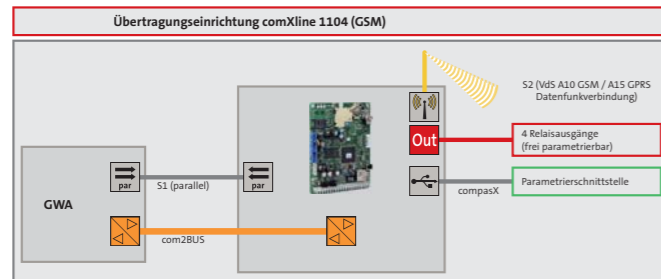 Übertragungseinrichtung comXline 1104 (GSM)
S2 (VdS A10 GSM / A15 GPRS
Datenfunkverbindung)
Out
4 Relaisausgänge
(frei parametrierbar)
par
S1 (parallel)
par
compasX
Parametrierschnittstelle
GWA
com2BUS